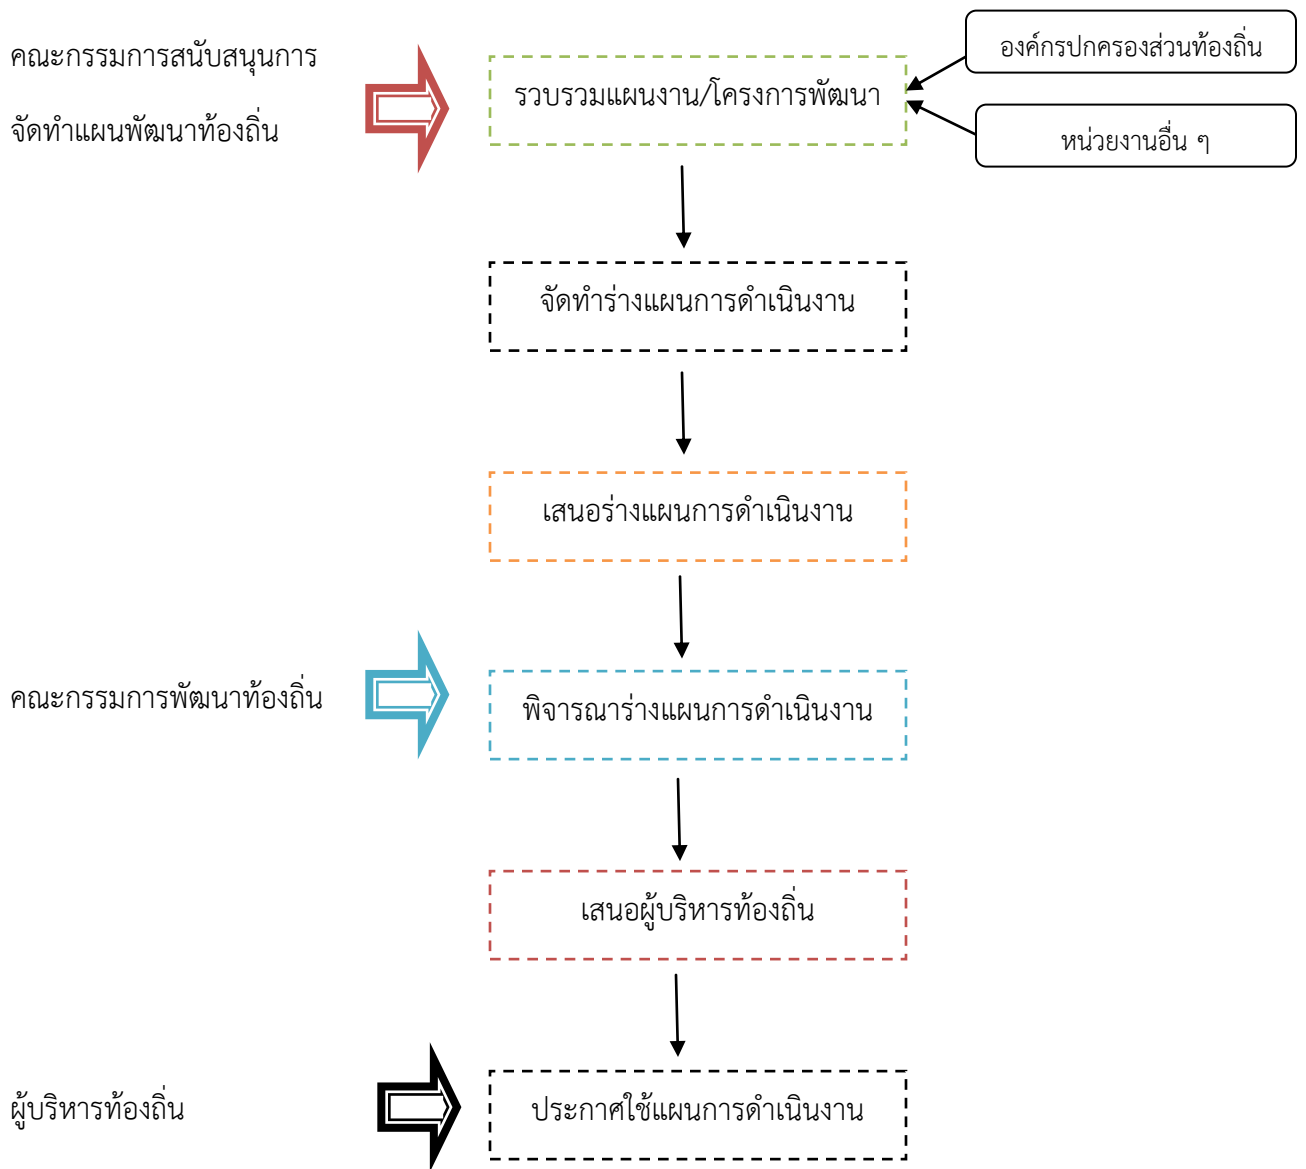 คณะกรรมการสนับสนุนการ
จัดทำแผนพัฒนาท้องถิ่น
รวบรวมแผนงาน/โครงการพัฒนา
องค์กรปกครองส่วนท้องถิ่น
หน่วยงานอื่น ๆ
จัดทำร่างแผนการดำเนินงาน
เสนอร่างแผนการดำเนินงาน
คณะกรรมการพัฒนาท้องถิ่น
พิจารณาร่างแผนการดำเนินงาน
เสนอผู้บริหารท้องถิ่น
ผู้บริหารท้องถิ่น
ประกาศใช้แผนการดำเนินงาน